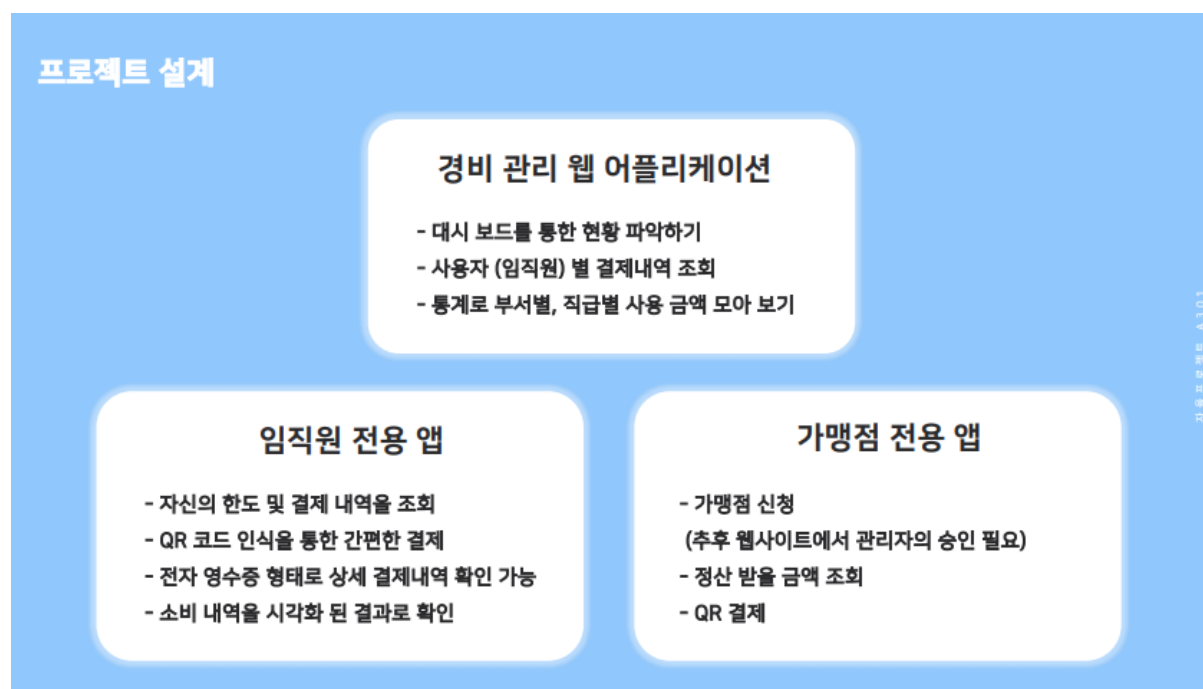 프로젝트 설계
경비 관리 웹 어플리케이션
- 대시 보드를 통한 현황 파악하기
- 사용자 (임직원) 별 결제내역 조회
- 통계로 부서별, 직급별 사용 금액 모아 보기
임직원 전용 앱
- 자신의 한도 및 결제 내역을 조회
- QR 코드 인식을 통한 간편한 결제
- 전자 영수증 형태로 상세 결제내역 확인 가능
- 소비 내역을 시각화 된 결과로 확인
가맹점 전용 앱
- 가맹점 신청
(추후 웹사이트에서 관리자의 승인 필요)
- 정산 받을 금액 조회
- QR 결제
자율프로젝트 A301